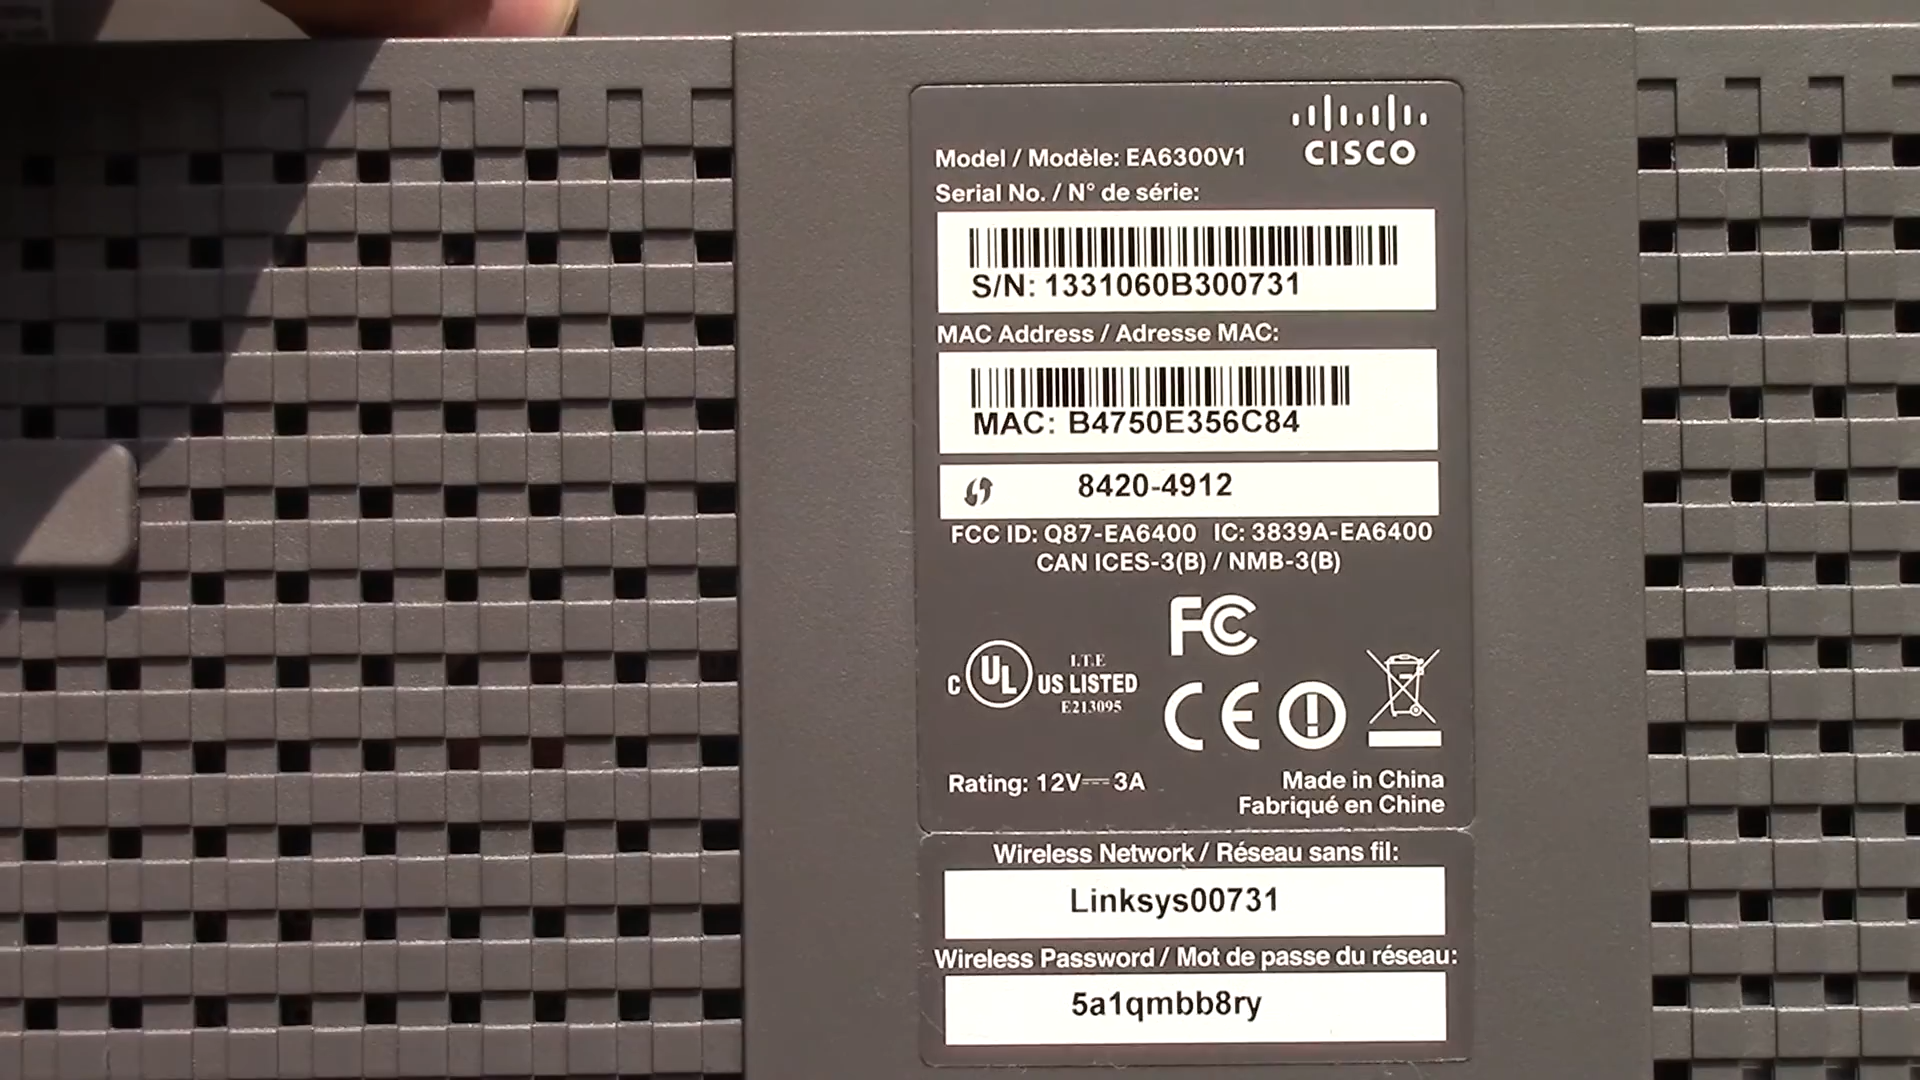 CISCO
Model / Modèle: EA6300V1
Serial No. / N° de série:
S/N: 1331060B300731
MAC Address / Adresse MAC:
MAC: B4750E356C84
8420-4912
FCC ID: Q87-EA6400 IC: 3839A-EA6400
CAN ICES-3(B) / NMB-3(B)
FC
C UL US LISTED
I.T.E
E213095
CE
Rating: 12V⎓3A
Made in China
Fabriqué en Chine
Wireless Network / Réseau sans fil:
Linksys00731
Wireless Password / Mot de passe du réseau:
5a1qmbb8ry